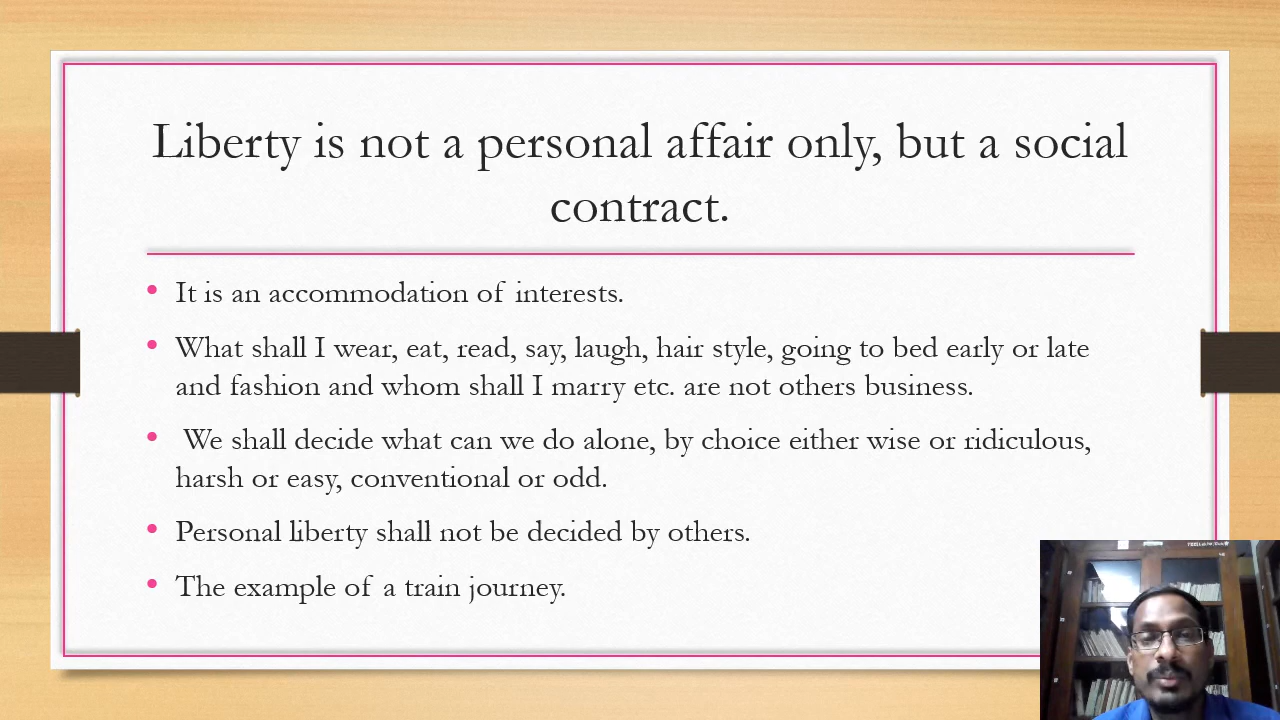 Liberty is not a personal affair only, but a social
contract.
• It is an accommodation of interests.
• What shall I wear, eat, read, say, laugh, hair style, going to bed early or late
and fashion and whom shall I marry etc. are not others business.
• We shall decide what can we do alone, by choice either wise or ridiculous,
harsh or easy, conventional or odd.
• Personal liberty shall not be decided by others.
• The example of a train journey.